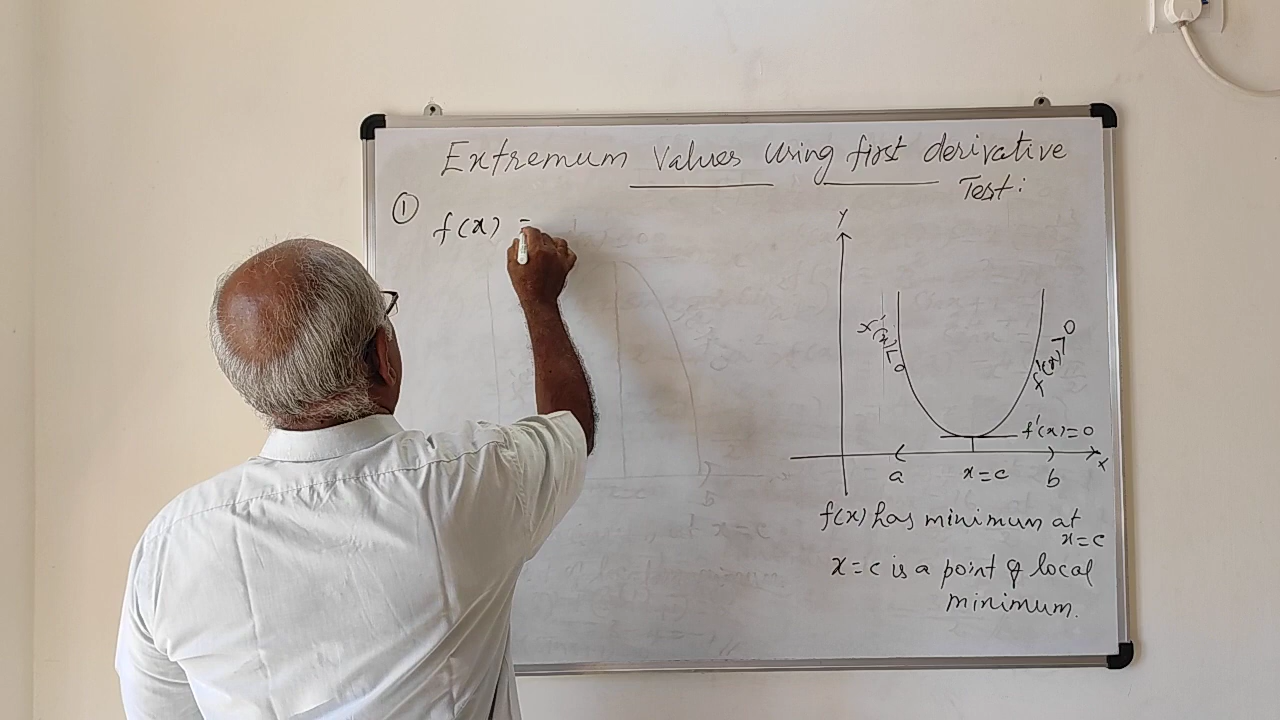 Extremum Values Using first derivative
Test:
① f(x) =
Y
f'(x)<0
f'(x)>0
f'(x)=0
a x=c b x
f(x) has minimum at
x=c
x=c is a point of local
minimum.